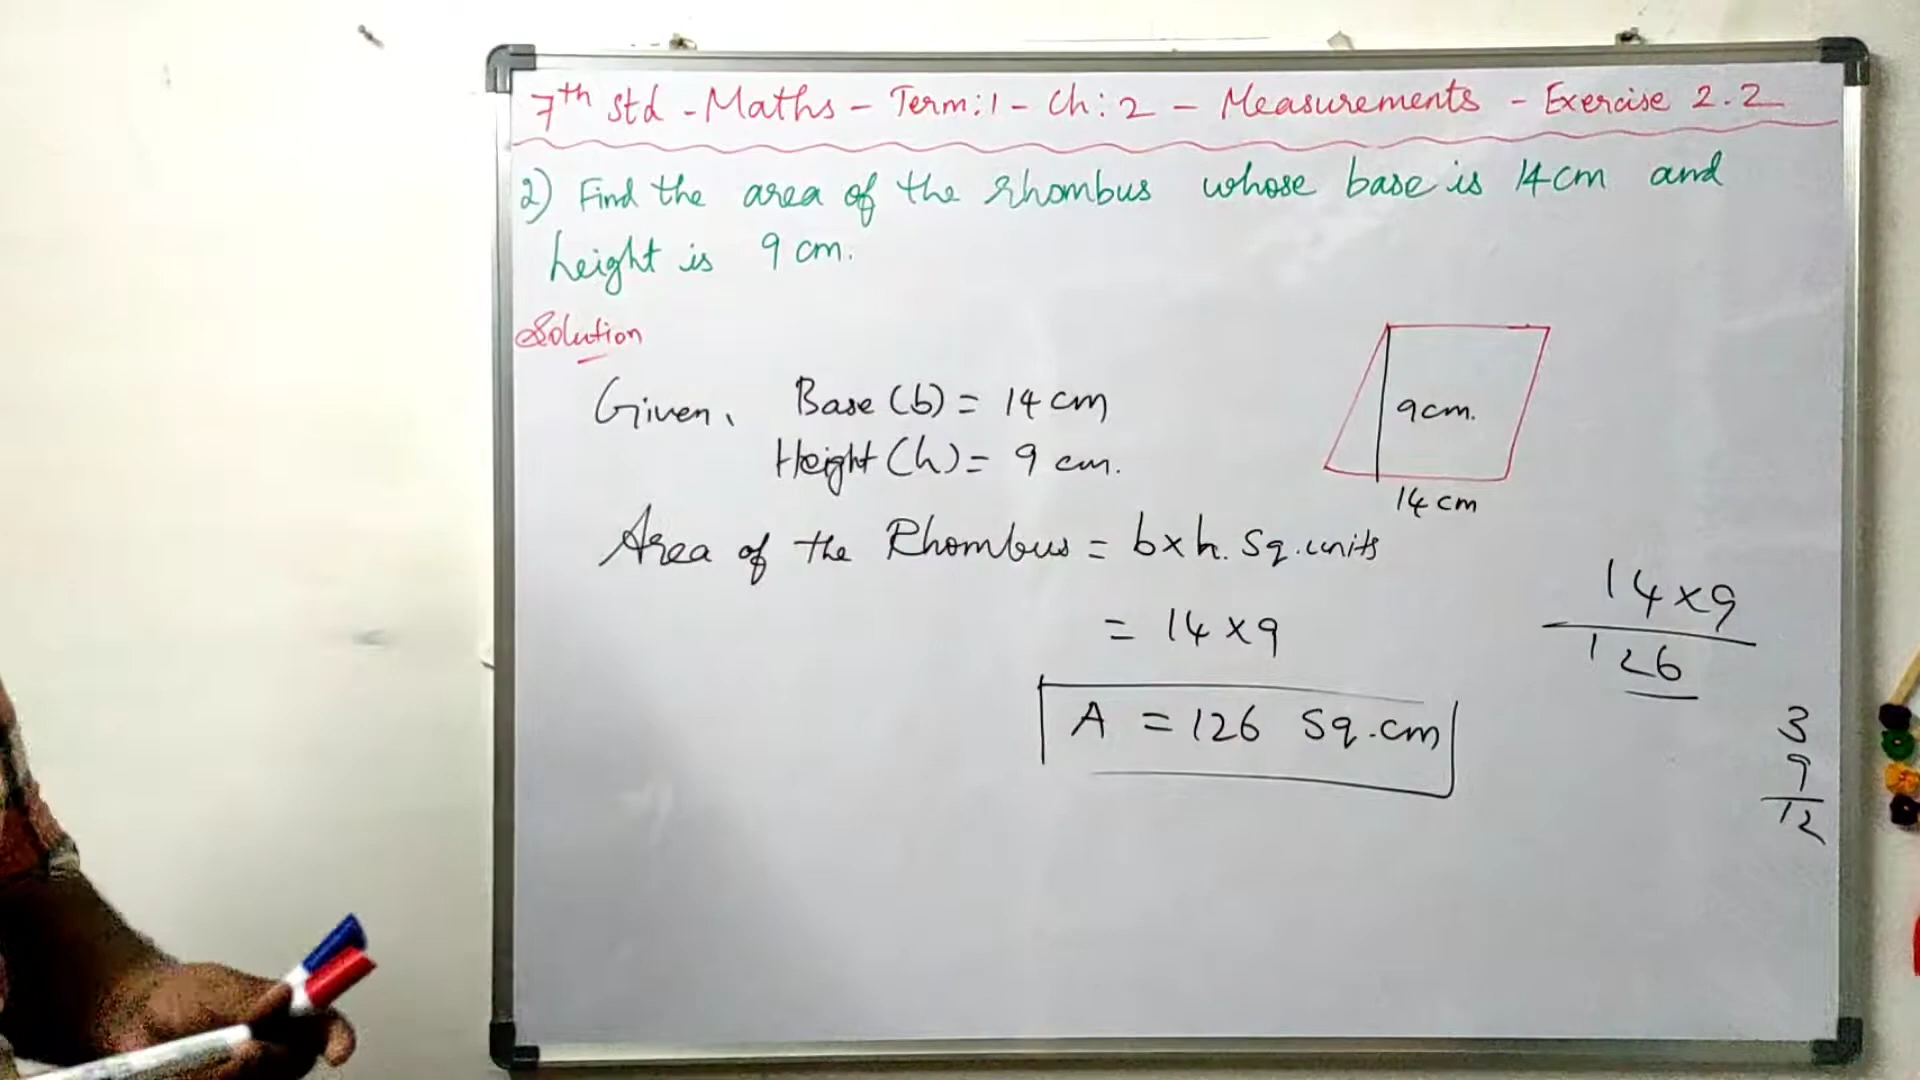 7th Std - Maths - Term:1 - Ch:2 - Measurements - Exercise 2.2
2) Find the area of the rhombus whose base is 14cm and
height is 9 cm.
Solution
Given, Base (b) = 14 cm
Height (h) = 9 cm.
9cm.
14 cm
Area of the Rhombus = b×h. Sq.units
= 14 × 9
A = 126 Sq.cm
14×9
126
3
9
12